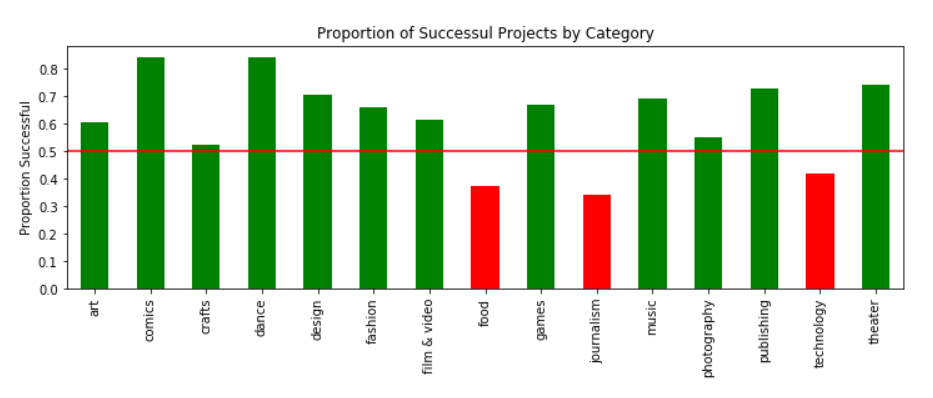 Proportion of Successul Projects by Category
Proportion Successful
0.8
0.7
0.6
0.5
0.4
0.3
0.2
0.1
0.0
art
comics
crafts
dance
design
fashion
film & video
food
games
journalism
music
photography
publishing
technology
theater